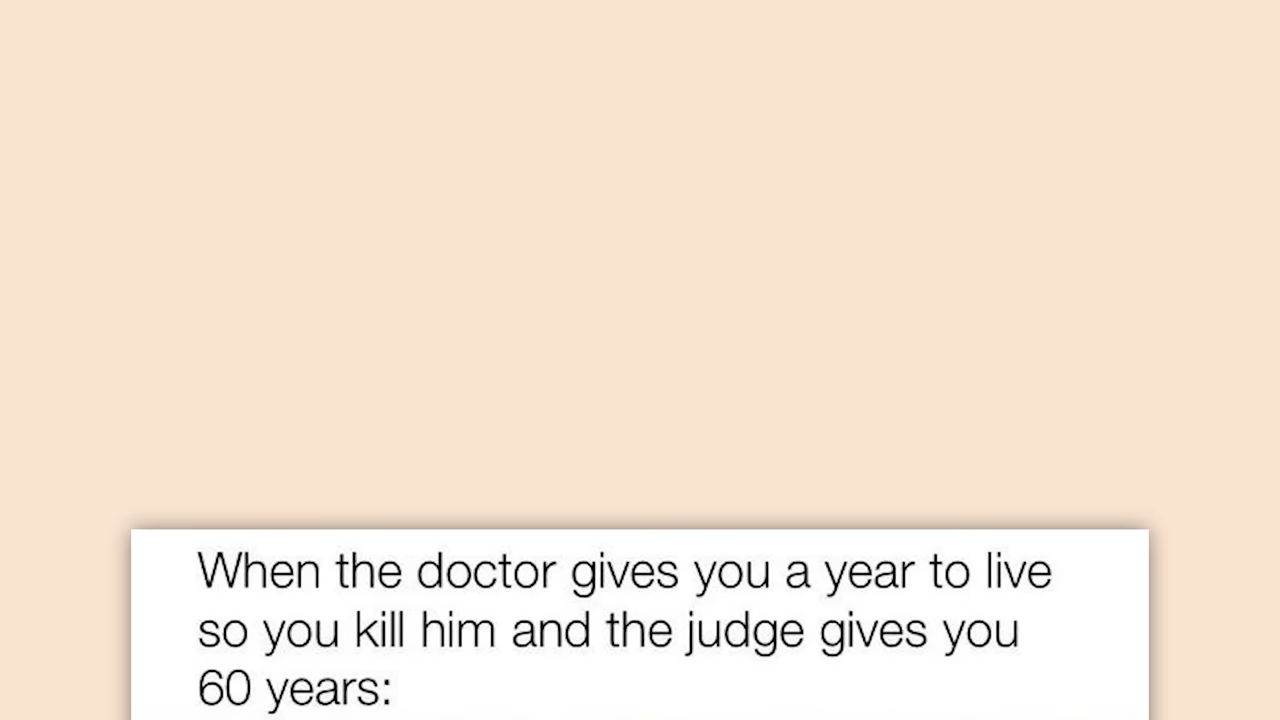 When the doctor gives you a year to live
so you kill him and the judge gives you
60 years: